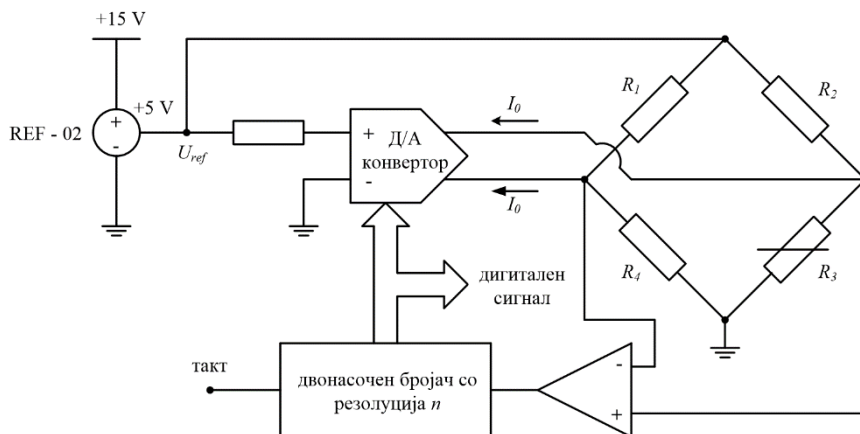 +15 V
+5 V
REF - 02
+
-
U_ref
+
-
Д/А
конвертор
I_0
I_0
R_1
R_2
R_4
R_3
дигитален
сигнал
такт
двонасочен бројач со
резолуција n
-
+